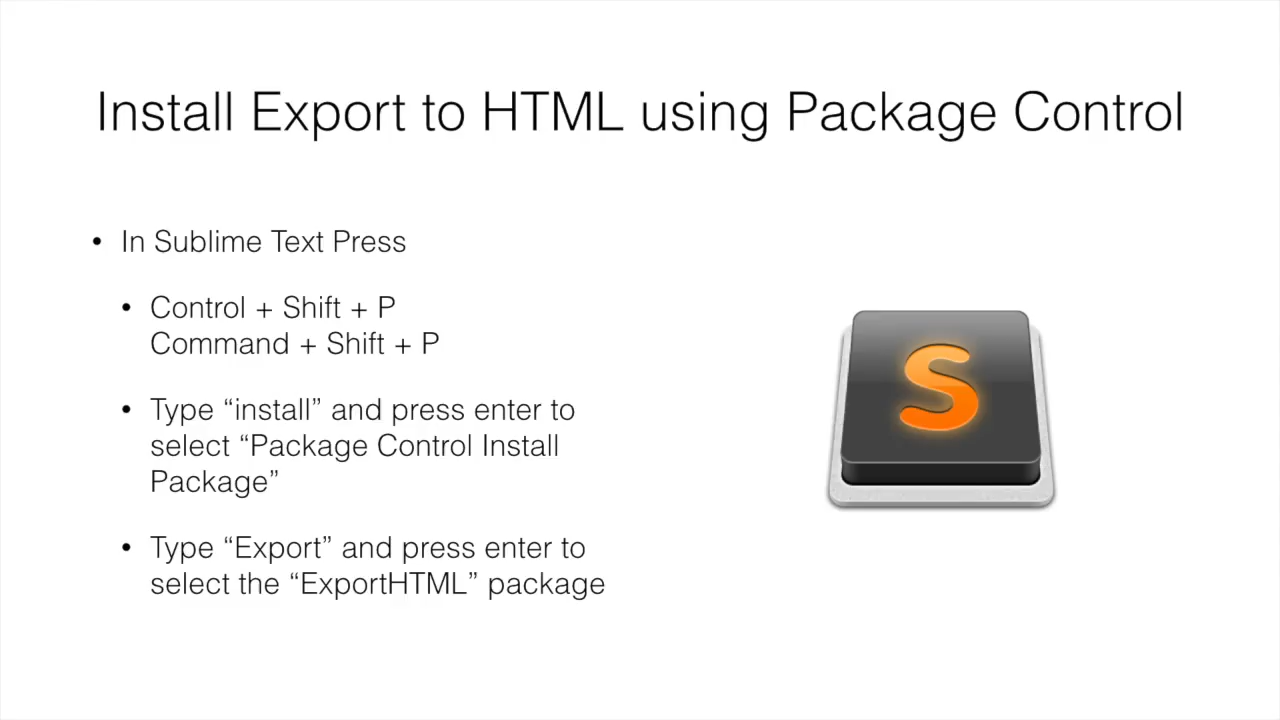 Install Export to HTML using Package Control
• In Sublime Text Press
• Control + Shift + P
Command + Shift + P
• Type “install” and press enter to
select “Package Control Install
Package”
• Type “Export” and press enter to
select the “ExportHTML” package
S